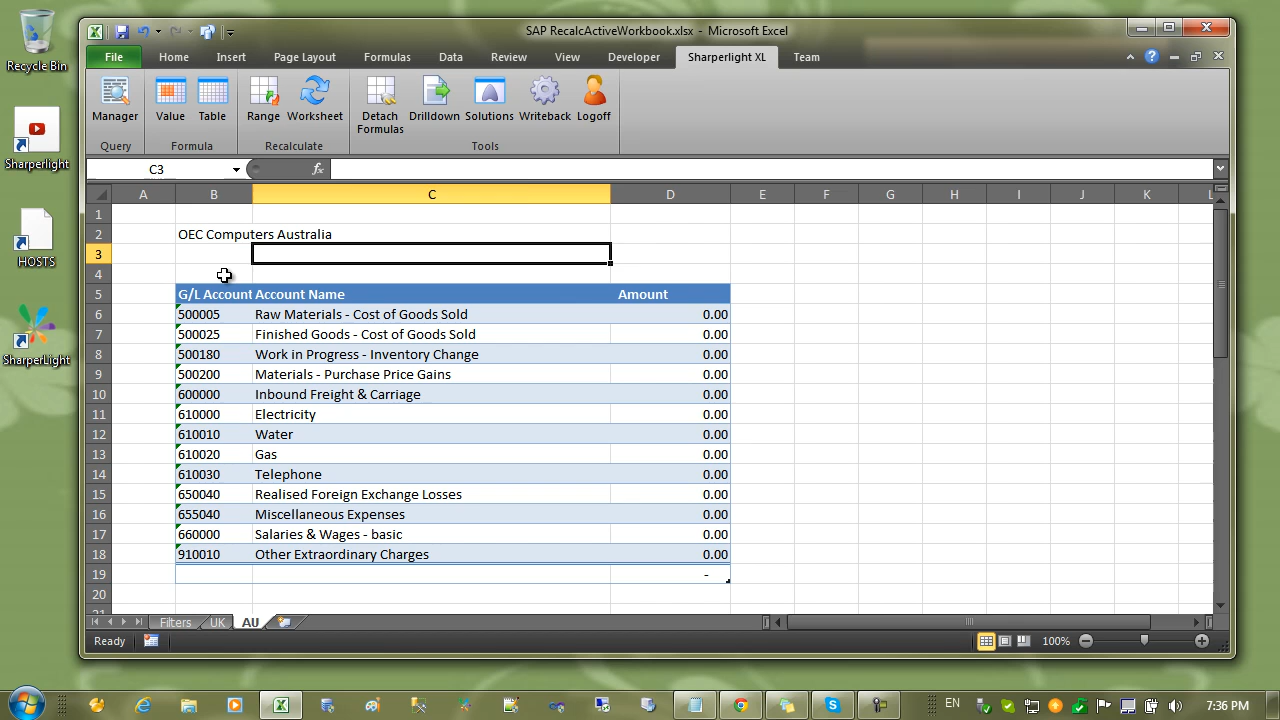 Recycle Bin
Sharperlight
HOSTS
SharperLight
SAP RecalcActiveWorkbook.xlsx - Microsoft Excel
File Home Insert Page Layout Formulas Data Review View Developer Sharperlight XL Team
Manager Value Table Range Worksheet Detach Formulas Drilldown Solutions Writeback Logoff
Query Formula Recalculate Tools
C3 fx
A B C D E F G H I J K L
1
2 OEC Computers Australia
3
4
5 G/L Account Account Name Amount
6 500005 Raw Materials - Cost of Goods Sold 0.00
7 500025 Finished Goods - Cost of Goods Sold 0.00
8 500180 Work in Progress - Inventory Change 0.00
9 500200 Materials - Purchase Price Gains 0.00
10 600000 Inbound Freight & Carriage 0.00
11 610000 Electricity 0.00
12 610010 Water 0.00
13 610020 Gas 0.00
14 610030 Telephone 0.00
15 650040 Realised Foreign Exchange Losses 0.00
16 655040 Miscellaneous Expenses 0.00
17 660000 Salaries & Wages - basic 0.00
18 910010 Other Extraordinary Charges 0.00
19 -
20
21
Filters UK AU
Ready 100%
EN 7:36 PM